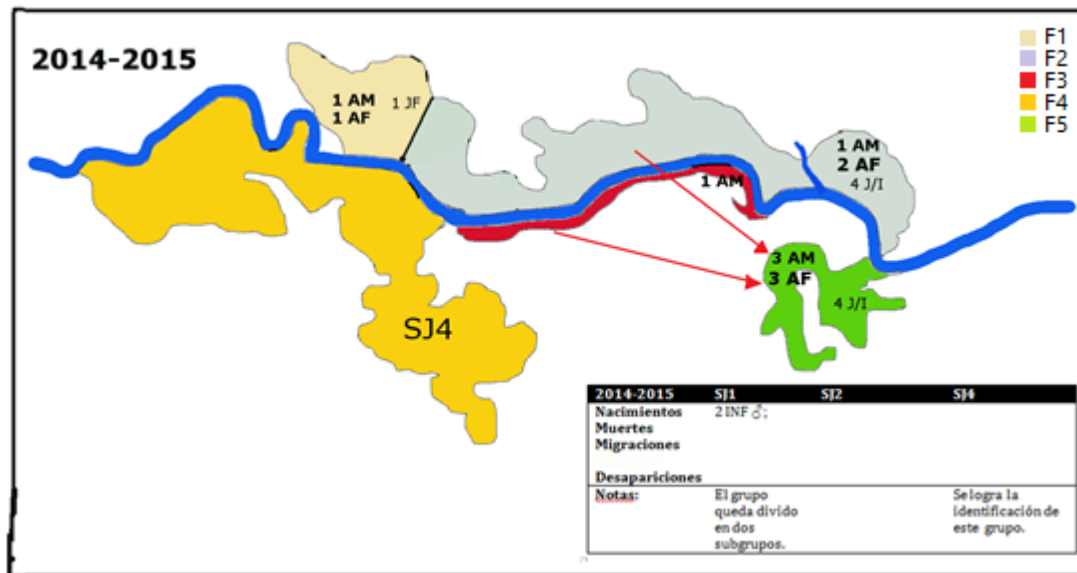 2014-2015
F1
F2
F3
F4
F5
1 AM
1 AF
1 JF
1 AM
2 AF
4 J/I
1 AM
3 AM
3 AF
4 J/I
SJ4
2014-2015 SJ1 SJ2 SJ4
Nacimientos 2 INF ♂;
Muertes
Migraciones
Desapariciones
Notas: El grupo Se logra la
queda divido identificación de
en dos este grupo.
subgrupos.